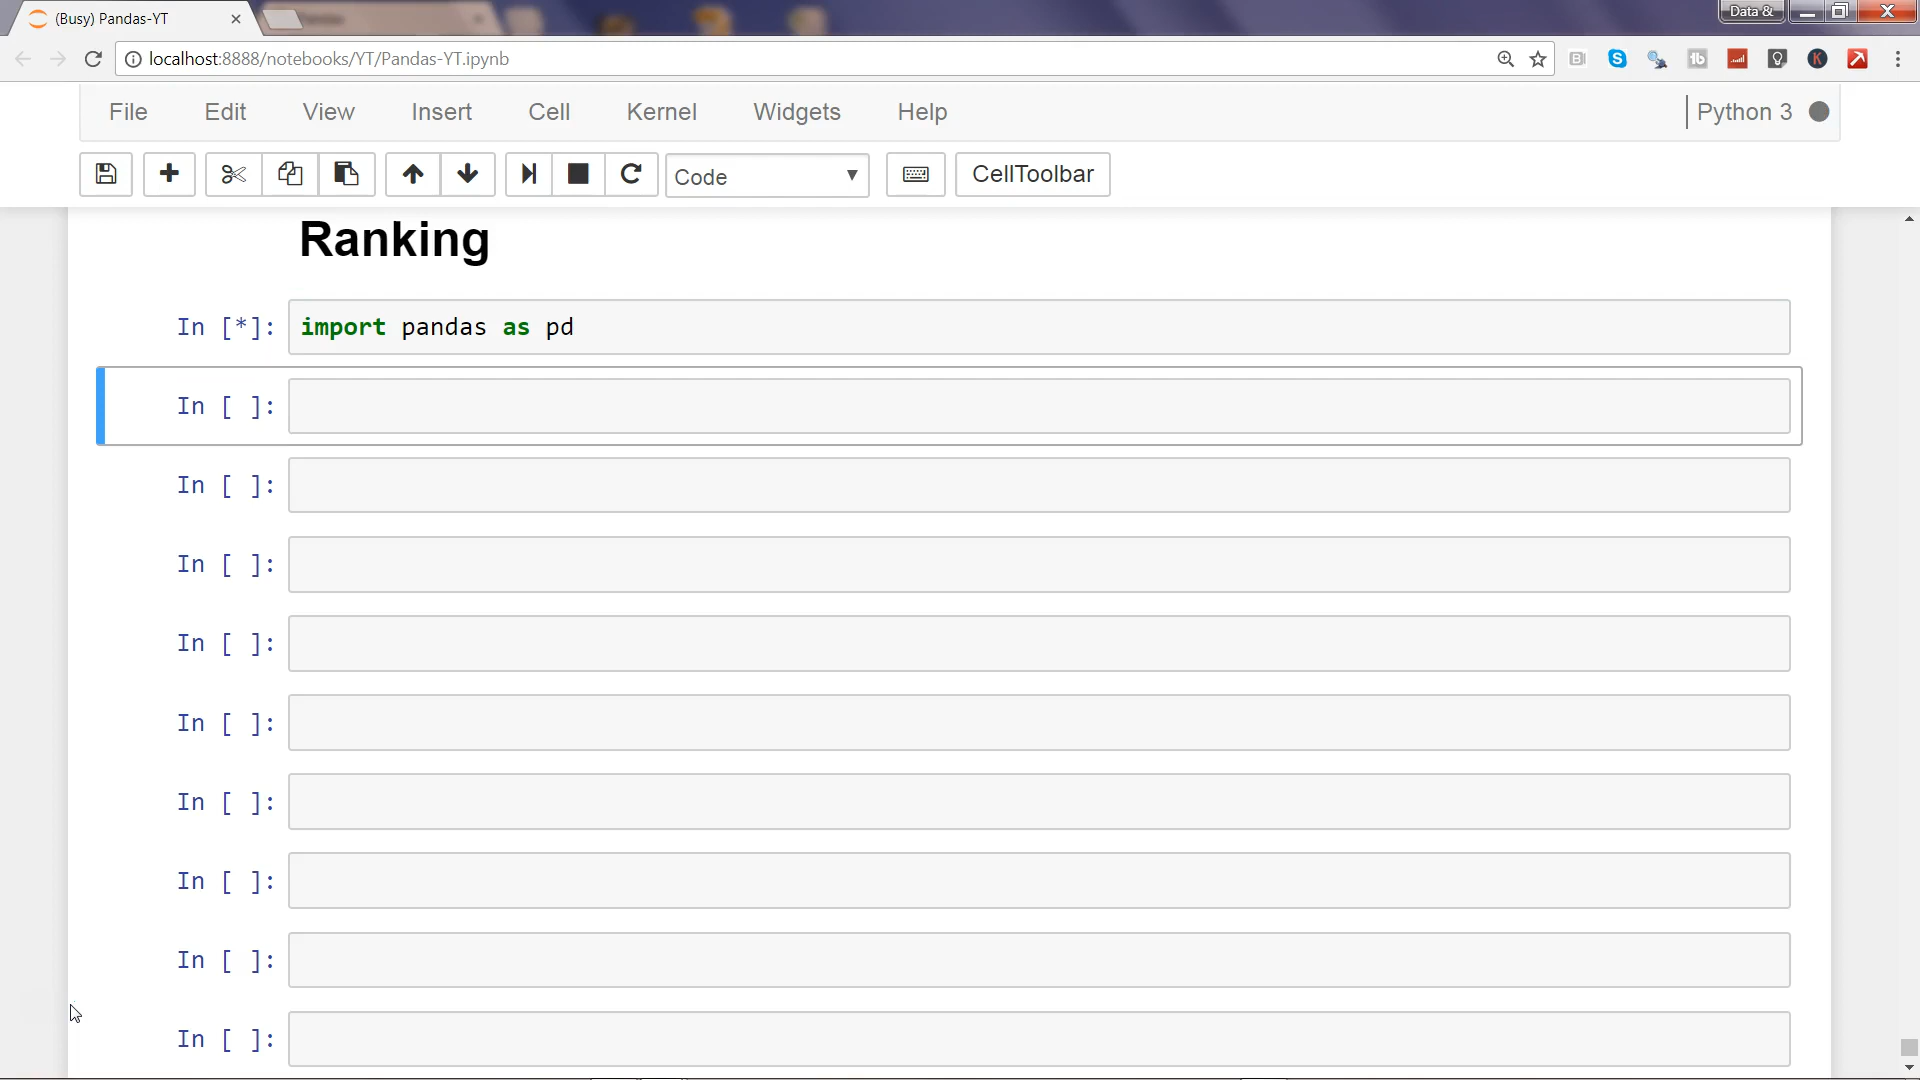 (Busy) Pandas-YT
Data &
localhost:8888/notebooks/YT/Pandas-YT.ipynb
File Edit View Insert Cell Kernel Widgets Help Python 3
Code CellToolbar
Ranking
In [*]: import pandas as pd
In [ ]:
In [ ]:
In [ ]:
In [ ]:
In [ ]:
In [ ]:
In [ ]:
In [ ]:
In [ ]: